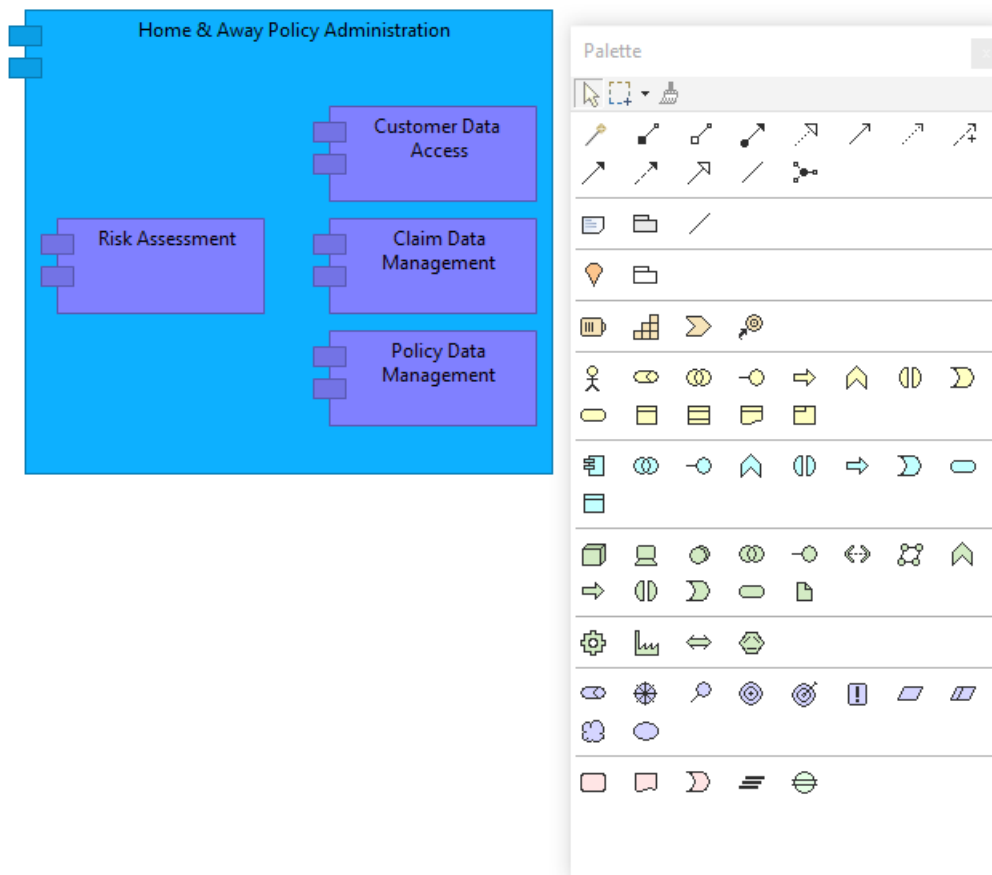 Home & Away Policy Administration
Customer Data
Access
Risk Assessment
Claim Data
Management
Policy Data
Management
Palette